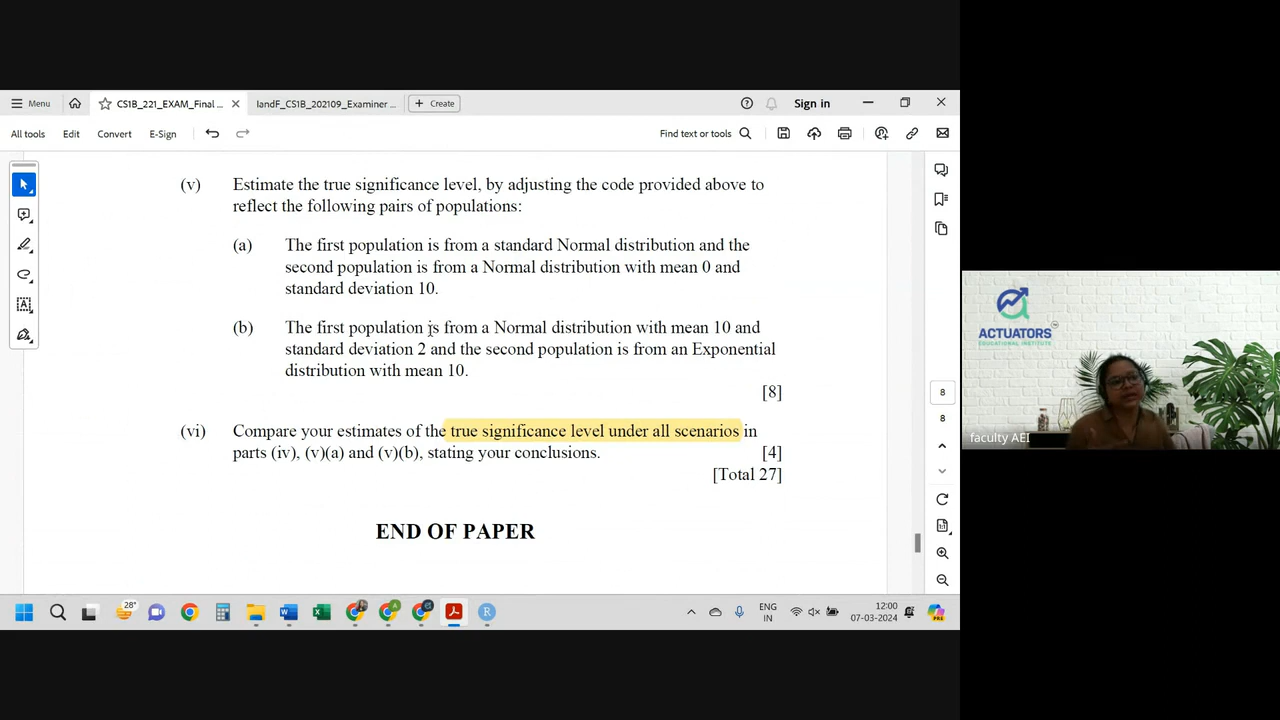 Menu
CS1B_221_EXAM_Final ...
IandF_CS1B_202109_Examiner ...
Create
Sign in
All tools
Edit
Convert
E-Sign
Find text or tools
(v) Estimate the true significance level, by adjusting the code provided above to
reflect the following pairs of populations:
(a) The first population is from a standard Normal distribution and the
second population is from a Normal distribution with mean 0 and
standard deviation 10.
(b) The first population is from a Normal distribution with mean 10 and
standard deviation 2 and the second population is from an Exponential
distribution with mean 10.
[8]
(vi) Compare your estimates of the true significance level under all scenarios in
parts (iv), (v)(a) and (v)(b), stating your conclusions. [4]
[Total 27]
END OF PAPER
8
8
ACTUATORS
EDUCATIONAL INSTITUTE
faculty AEI
28°
ENG
IN
12:00
07-03-2024